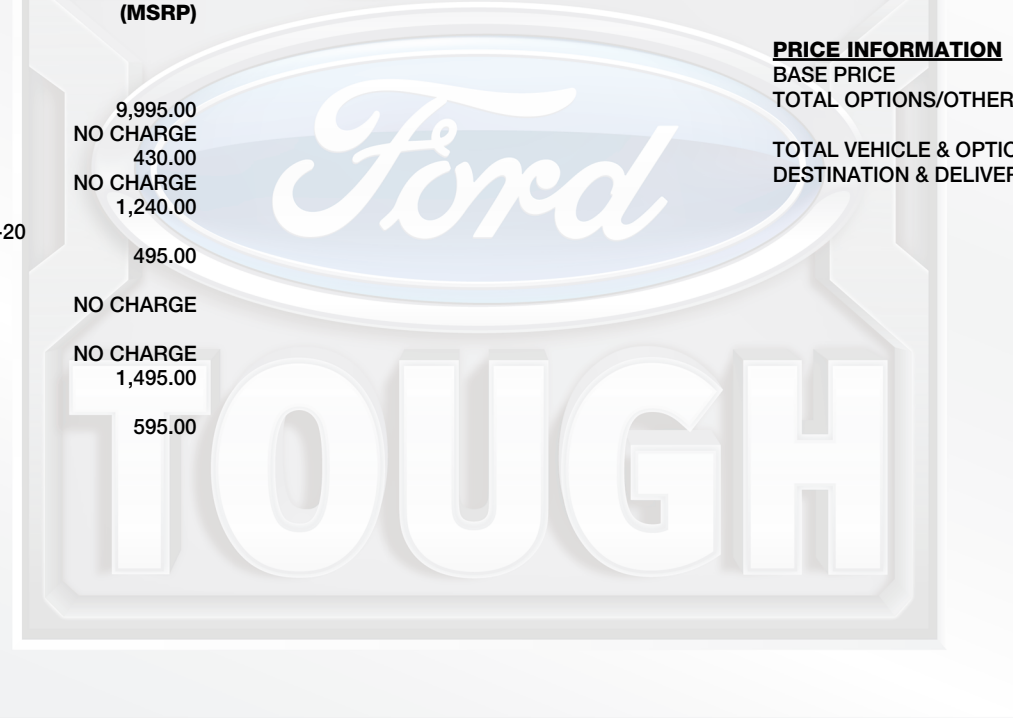 (MSRP)
9,995.00
NO CHARGE
430.00
NO CHARGE
1,240.00
-20
495.00
NO CHARGE
NO CHARGE
1,495.00
595.00
PRICE INFORMATION
BASE PRICE
TOTAL OPTIONS/OTHER
TOTAL VEHICLE & OPTIO
DESTINATION & DELIVER
Ford
TOUGH